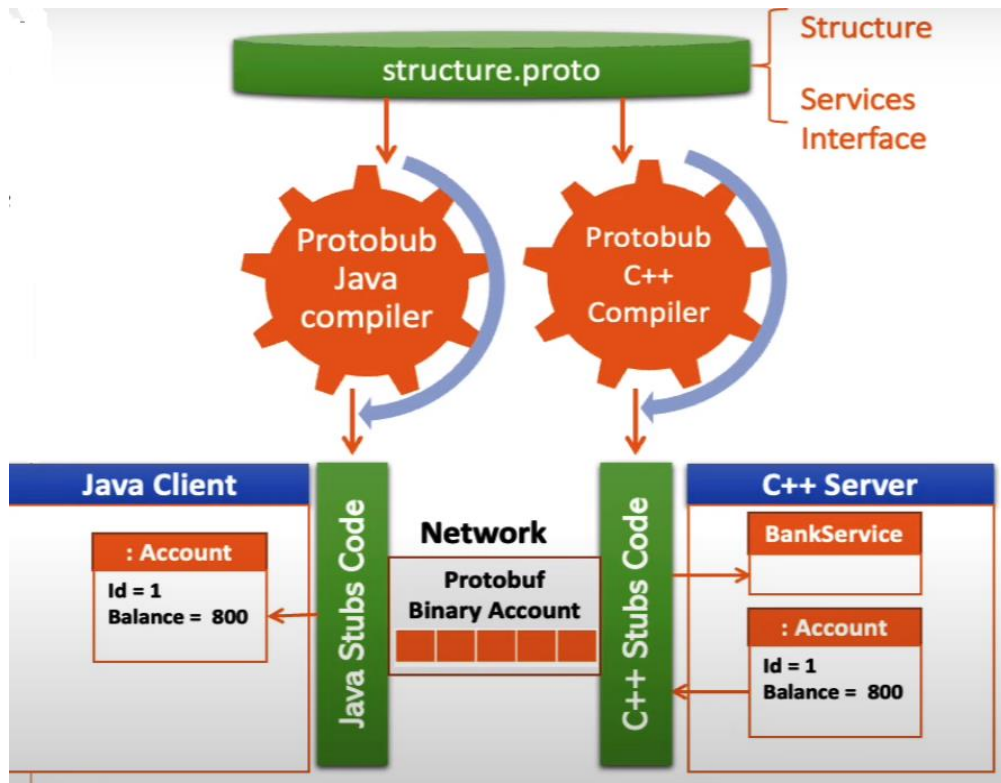 Structure
structure.proto
Services
Interface
Protobub
Java
compiler
Protobub
C++
Compiler
Java Client
: Account
Id = 1
Balance = 800
Java Stubs Code
Network
Protobuf
Binary Account
C++ Stubs Code
C++ Server
BankService
: Account
Id = 1
Balance = 800